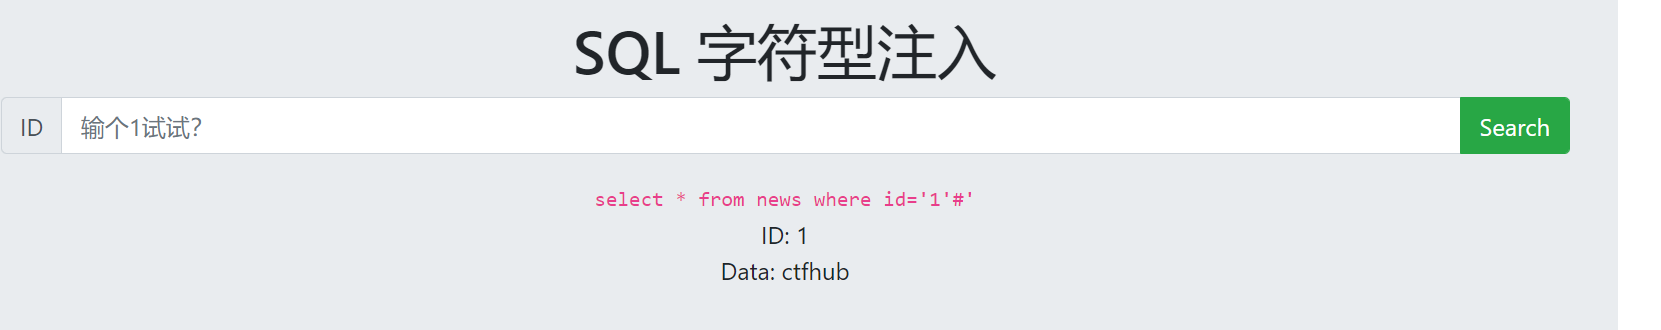 SQL 字符型注入
ID 输个1试试? Search
select * from news where id='1'#'
ID: 1
Data: ctfhub